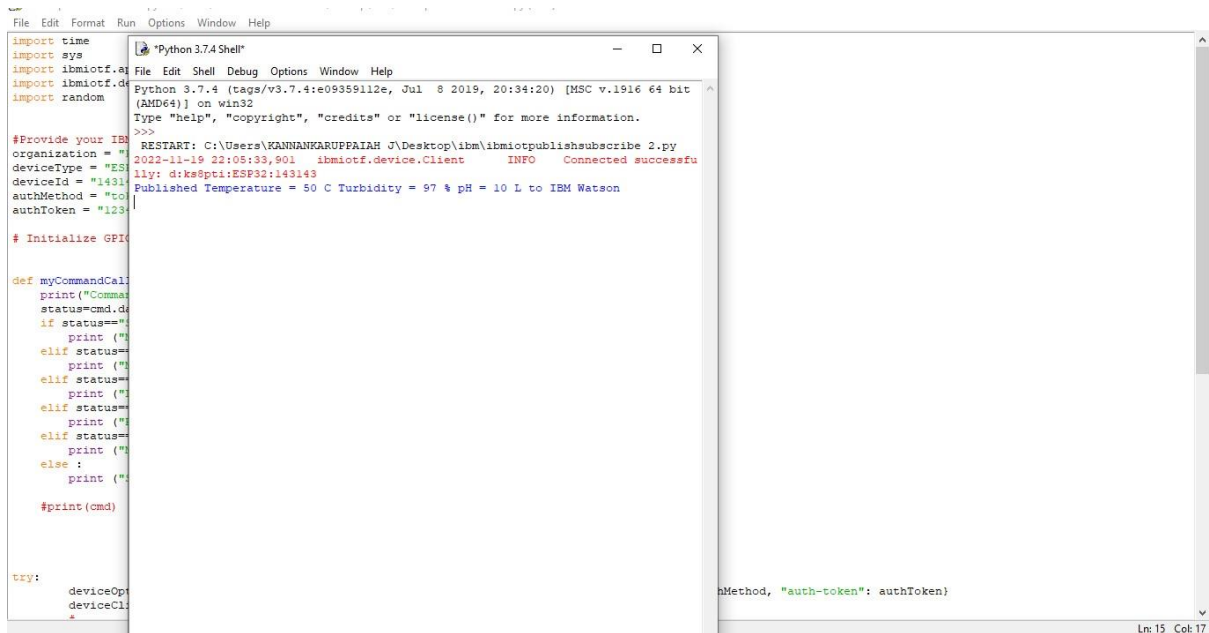 File Edit Format Run Options Window Help
import time
import sys
import ibmiotf.ap
import ibmiotf.de
import random
#Provide your IBM
organization = "
deviceType = "ESP
deviceId = "1431
authMethod = "to
authToken = "123
# Initialize GPIO
def myCommandCall
print("Comma
status=cmd.da
if status=="
print ("
elif status==
print ("
elif status==
print ("
elif status==
print ("
elif status==
print ("
else :
print ("
#print(cmd)
try:
deviceOpt
deviceCli
#
*Python 3.7.4 Shell*
File Edit Shell Debug Options Window Help
Python 3.7.4 (tags/v3.7.4:e09359112e, Jul 8 2019, 20:34:20) [MSC v.1916 64 bit
(AMD64)] on win32
Type "help", "copyright", "credits" or "license()" for more information.
>>>
RESTART: C:\Users\KANNANKARUPPAIAH J\Desktop\ibm\ibmiotpublishsubscribe 2.py
2022-11-19 22:05:33,901 ibmiotf.device.Client INFO Connected successfu
lly: d:ks8pti:ESP32:143143
Published Temperature = 50 C Turbidity = 97 % pH = 10 L to IBM Watson
hMethod, "auth-token": authToken}
Ln: 15 Col: 17